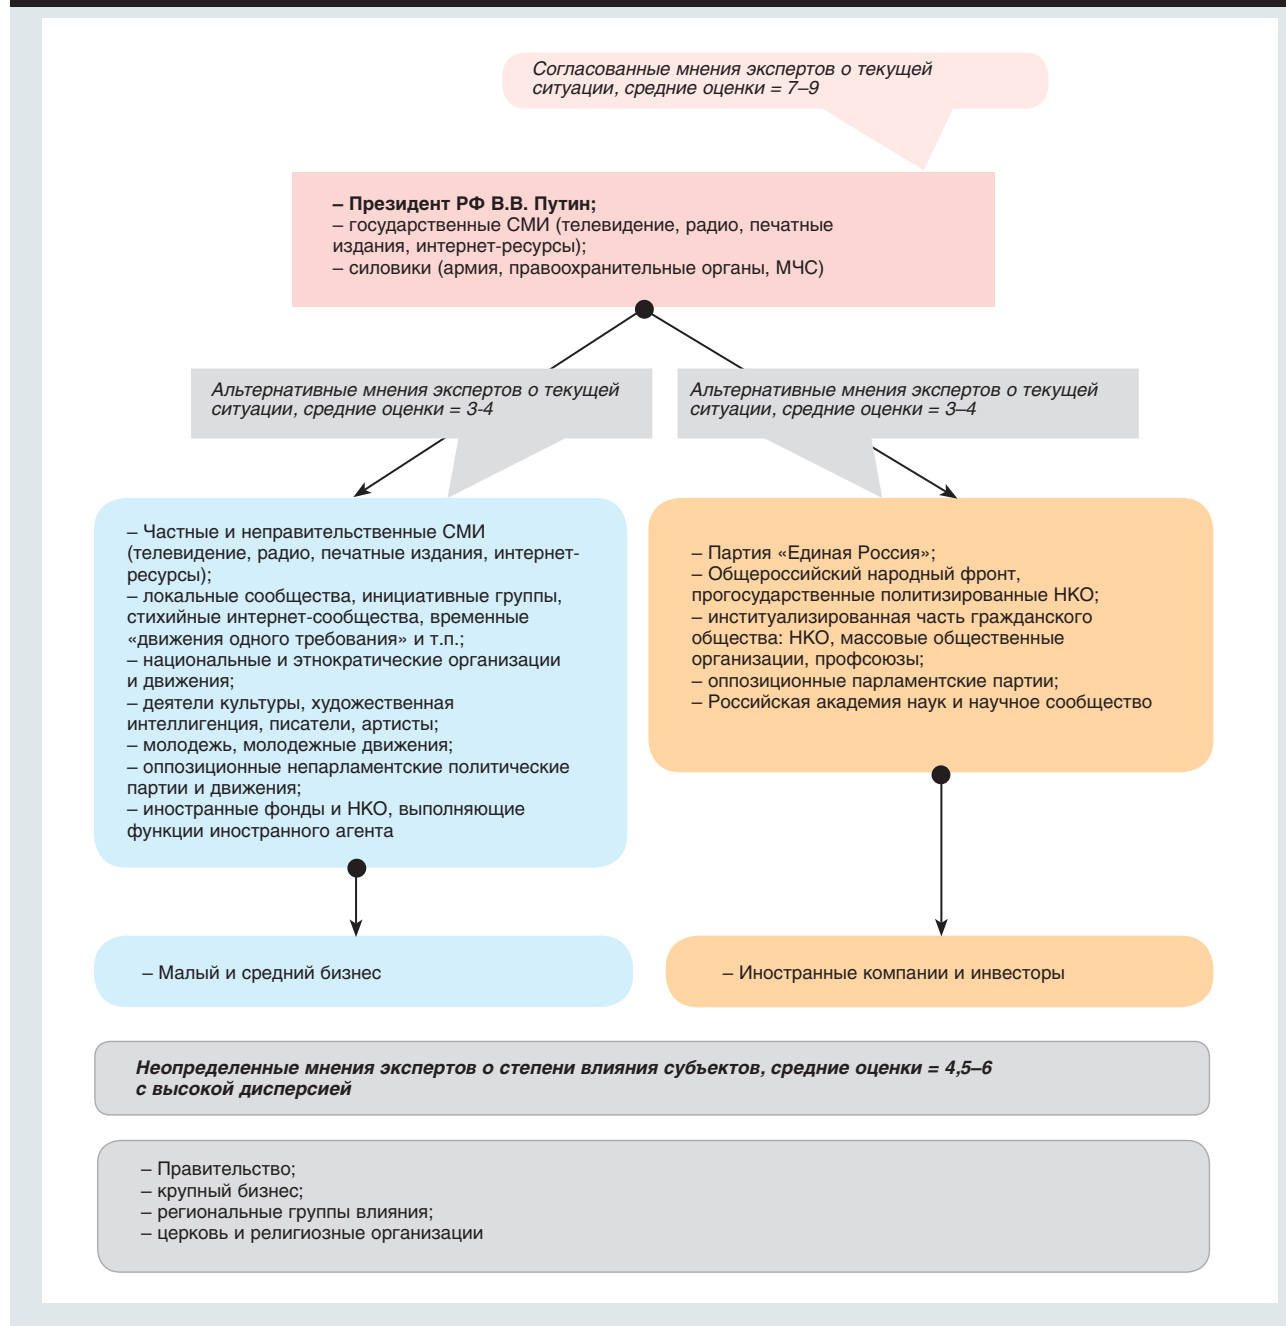 Согласованные мнения экспертов о текущей
ситуации, средние оценки = 7–9
– Президент РФ В.В. Путин;
– государственные СМИ (телевидение, радио, печатные
издания, интернет-ресурсы);
– силовики (армия, правоохранительные органы, МЧС)
Альтернативные мнения экспертов о текущей
ситуации, средние оценки = 3-4
Альтернативные мнения экспертов о текущей
ситуации, средние оценки = 3–4
– Частные и неправительственные СМИ
(телевидение, радио, печатные издания, интернет-
ресурсы);
– локальные сообщества, инициативные группы,
стихийные интернет-сообщества, временные
«движения одного требования» и т.п.;
– национальные и этнократические организации
и движения;
– деятели культуры, художественная
интеллигенция, писатели, артисты;
– молодежь, молодежные движения;
– оппозиционные непарламентские политические
партии и движения;
– иностранные фонды и НКО, выполняющие
функции иностранного агента
– Партия «Единая Россия»;
– Общероссийский народный фронт,
прогосударственные политизированные НКО;
– институализированная часть гражданского
общества: НКО, массовые общественные
организации, профсоюзы;
– оппозиционные парламентские партии;
– Российская академия наук и научное сообщество
– Малый и средний бизнес
– Иностранные компании и инвесторы
Неопределенные мнения экспертов о степени влияния субъектов, средние оценки = 4,5–6
с высокой дисперсией
– Правительство;
– крупный бизнес;
– региональные группы влияния;
– церковь и религиозные организации